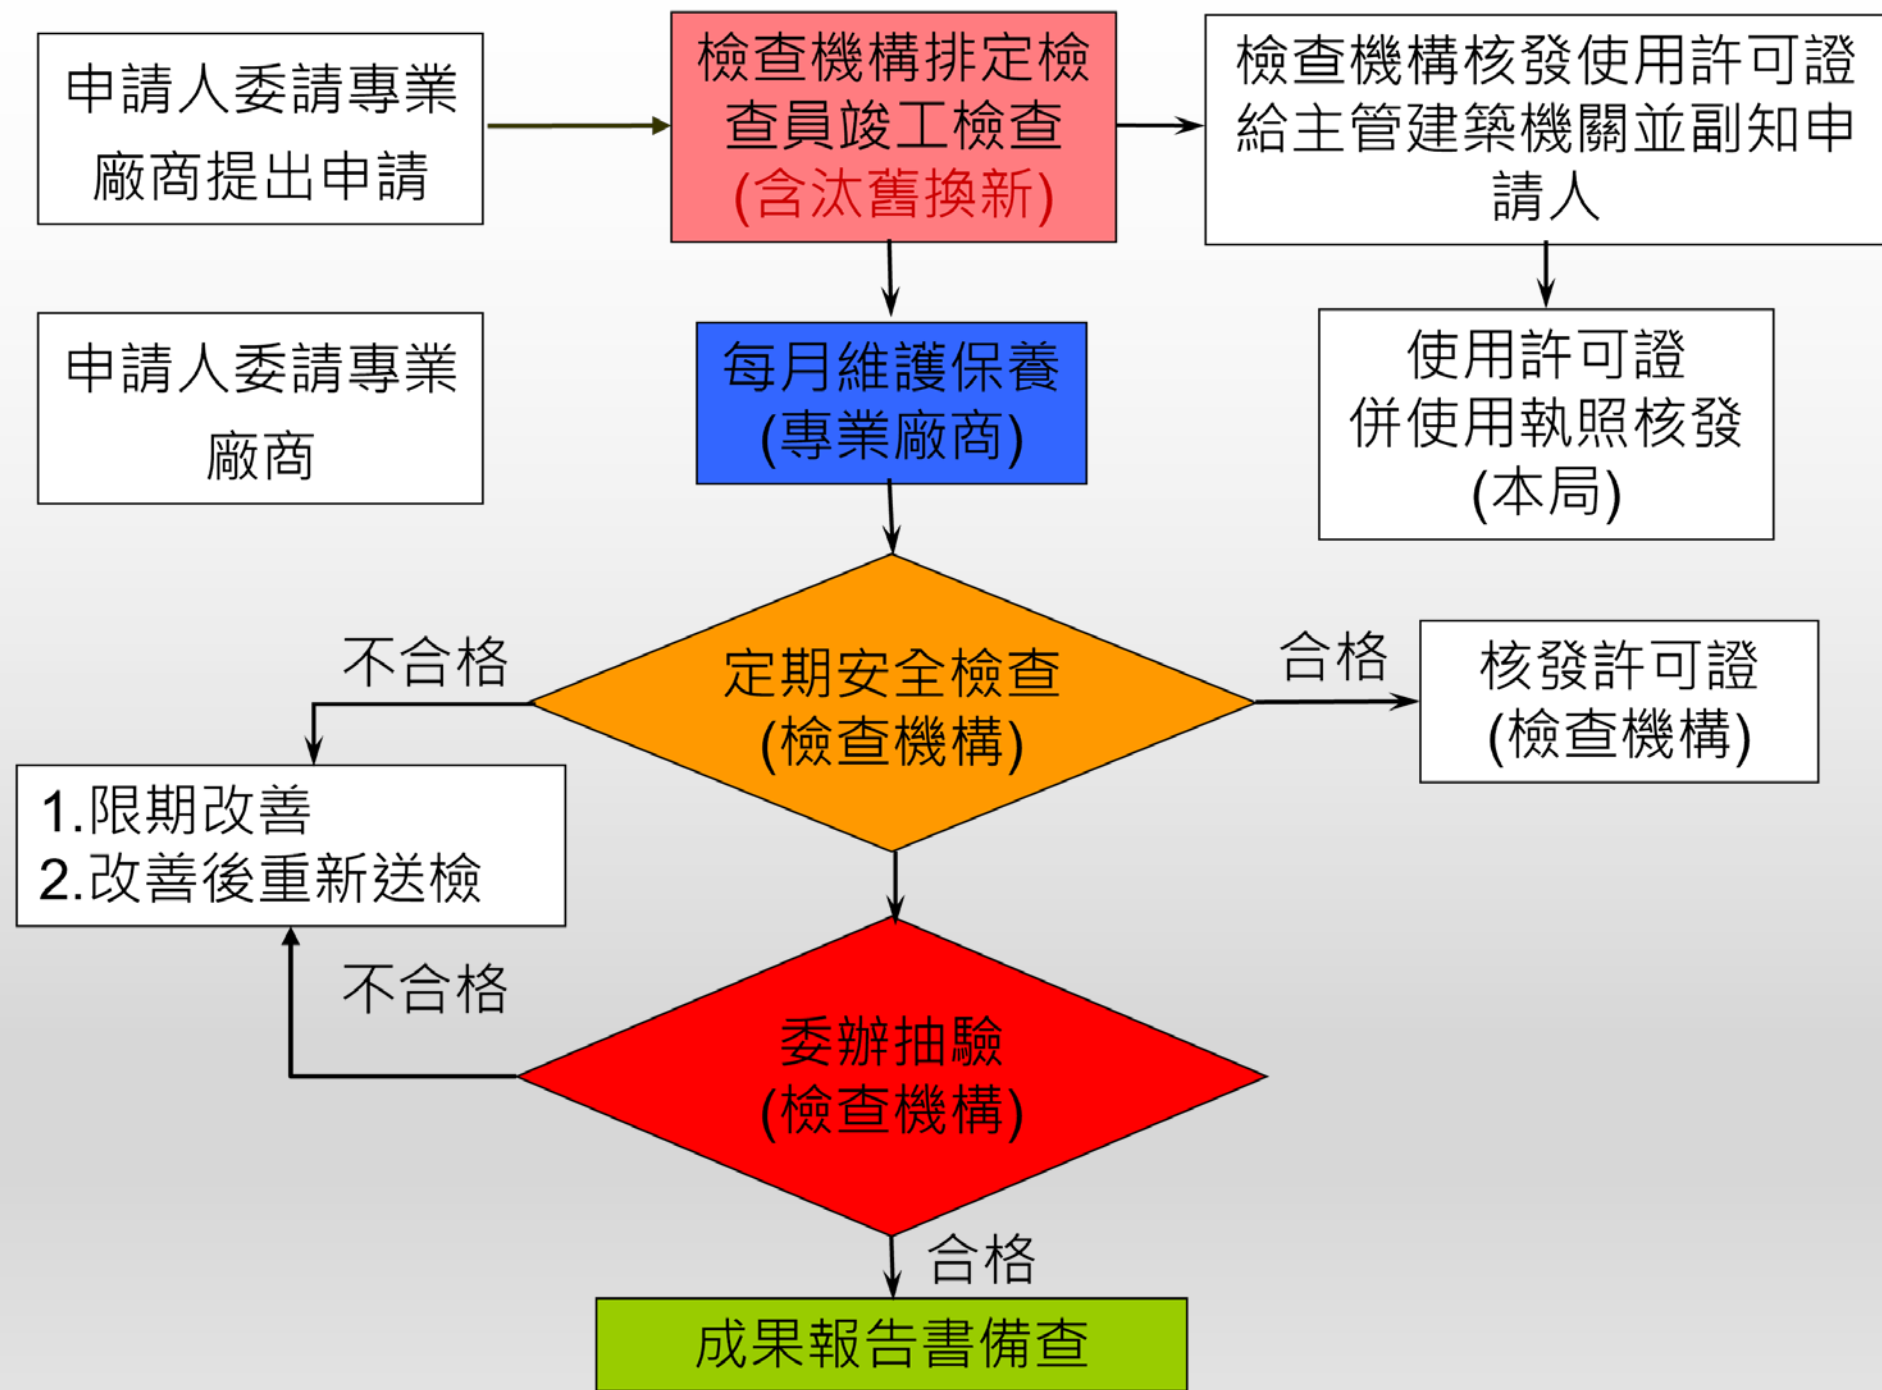 申請人委請專業
廠商提出申請
檢查機構排定檢
查員竣工檢查
(含汰舊換新)
檢查機構核發使用許可證
給主管建築機關並副知申
請人
申請人委請專業
廠商
每月維護保養
(專業廠商)
使用許可證
併使用執照核發
(本局)
不合格
定期安全檢查
(檢查機構)
合格
核發許可證
(檢查機構)
1.限期改善
2.改善後重新送檢
不合格
委辦抽驗
(檢查機構)
合格
成果報告書備查